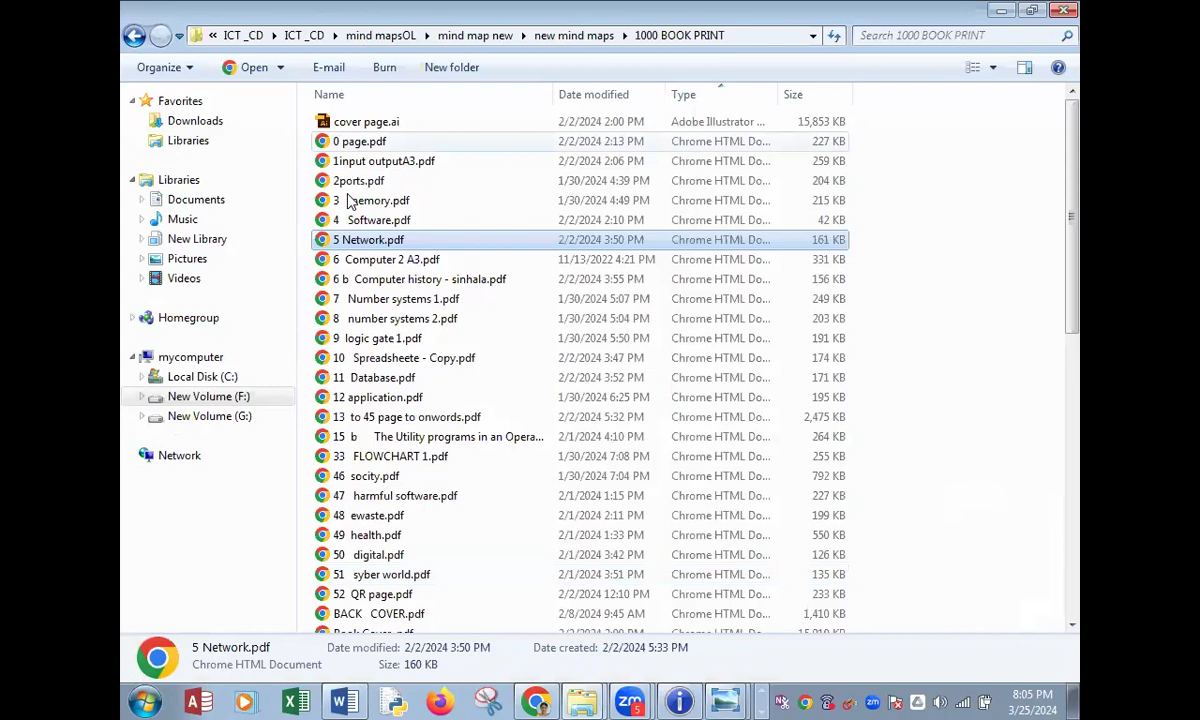 « ICT _CD ICT _CD mind mapsOL mind map new new mind maps 1000 BOOK PRINT Search 1000 BOOK PRINT
Organize Open E-mail Burn New folder
Name Date modified Type Size
Favorites
Downloads
Libraries
Libraries
Documents
Music
New Library
Pictures
Videos
Homegroup
mycomputer
Local Disk (C:)
New Volume (F:)
New Volume (G:)
Network
cover page.ai 2/2/2024 2:00 PM Adobe Illustrator ... 15,853 KB
0 page.pdf 2/2/2024 2:13 PM Chrome HTML Do... 227 KB
1input outputA3.pdf 2/2/2024 2:06 PM Chrome HTML Do... 259 KB
2ports.pdf 1/30/2024 4:39 PM Chrome HTML Do... 204 KB
3 memory.pdf 1/30/2024 4:49 PM Chrome HTML Do... 215 KB
4 Software.pdf 2/2/2024 2:10 PM Chrome HTML Do... 42 KB
5 Network.pdf 2/2/2024 3:50 PM Chrome HTML Do... 161 KB
6 Computer 2 A3.pdf 11/13/2022 4:21 PM Chrome HTML Do... 331 KB
6 b Computer history - sinhala.pdf 2/2/2024 3:55 PM Chrome HTML Do... 156 KB
7 Number systems 1.pdf 1/30/2024 5:07 PM Chrome HTML Do... 249 KB
8 number systems 2.pdf 1/30/2024 5:04 PM Chrome HTML Do... 203 KB
9 logic gate 1.pdf 1/30/2024 5:50 PM Chrome HTML Do... 191 KB
10 Spreadsheete - Copy.pdf 2/2/2024 3:47 PM Chrome HTML Do... 174 KB
11 Database.pdf 2/2/2024 3:52 PM Chrome HTML Do... 171 KB
12 application.pdf 1/30/2024 6:25 PM Chrome HTML Do... 195 KB
13 to 45 page to onwords.pdf 2/2/2024 5:32 PM Chrome HTML Do... 2,475 KB
15 b The Utility programs in an Opera... 2/1/2024 4:10 PM Chrome HTML Do... 264 KB
33 FLOWCHART 1.pdf 1/30/2024 7:08 PM Chrome HTML Do... 255 KB
46 socity.pdf 1/30/2024 7:04 PM Chrome HTML Do... 792 KB
47 harmful software.pdf 2/1/2024 1:15 PM Chrome HTML Do... 227 KB
48 ewaste.pdf 2/1/2024 2:11 PM Chrome HTML Do... 199 KB
49 health.pdf 2/1/2024 1:33 PM Chrome HTML Do... 550 KB
50 digital.pdf 2/1/2024 3:42 PM Chrome HTML Do... 126 KB
51 syber world.pdf 2/1/2024 3:51 PM Chrome HTML Do... 135 KB
52 QR page.pdf 2/2/2024 12:10 PM Chrome HTML Do... 233 KB
BACK COVER.pdf 2/8/2024 9:45 AM Chrome HTML Do... 1,410 KB
5 Network.pdf Date modified: 2/2/2024 3:50 PM Date created: 2/2/2024 5:33 PM
Chrome HTML Document Size: 160 KB
8:05 PM
3/25/2024